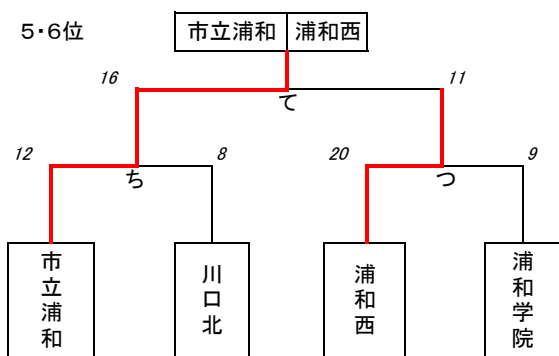 5・6位
市立浦和 浦和西
16 11
て
12 8 20 9
ち つ
市立浦和 川口北 浦和西 浦和学院